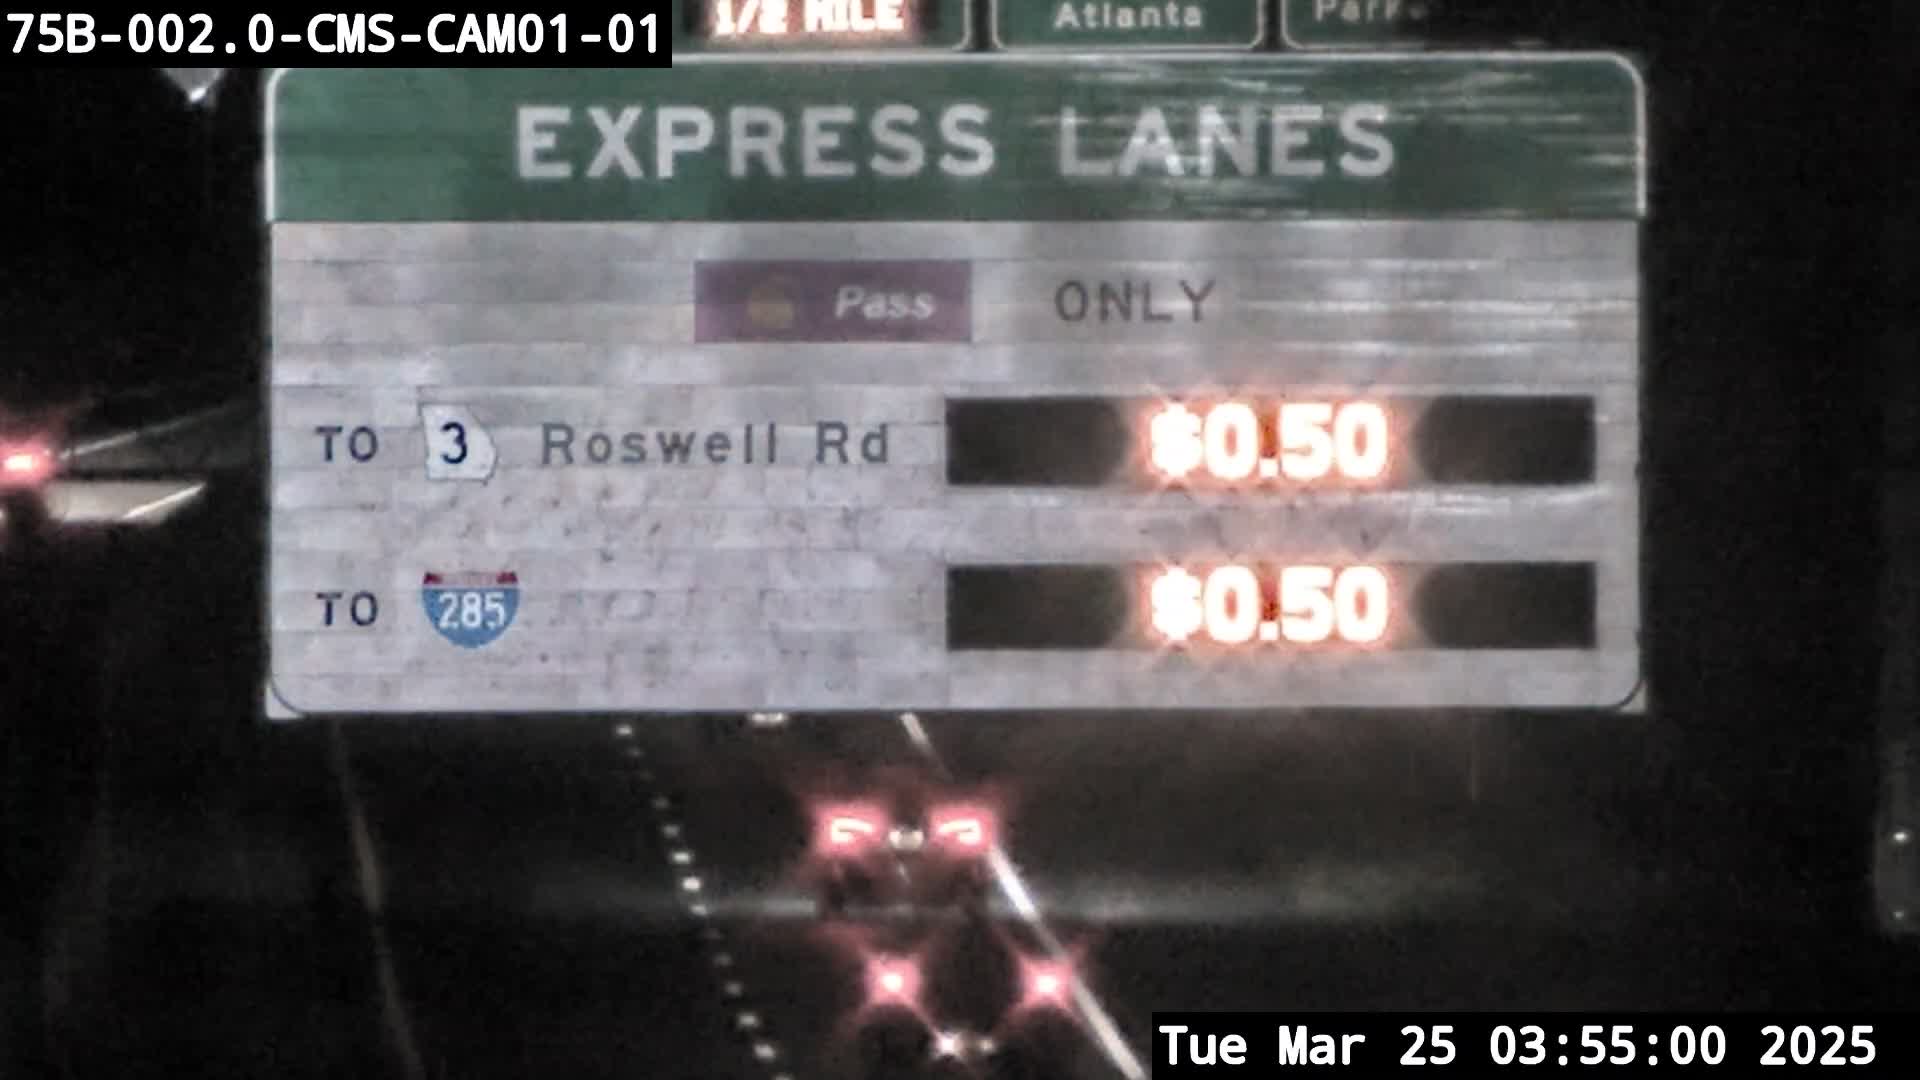 75B-002.0-CMS-CAM01-01
1/2 MILE
Atlanta
EXPRESS LANES
Pass ONLY
TO 3 Roswell Rd $0.50
TO 285 $0.50
Tue Mar 25 03:55:00 2025